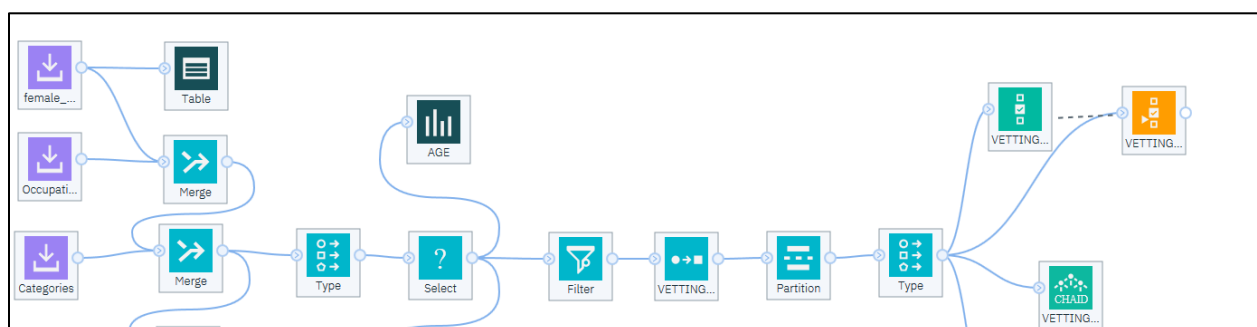 female_...
Table
AGE
VETTING...
VETTING...
Occupati...
Merge
Categories
Merge
Type
?
Select
Filter
VETTING...
Partition
Type
CHAID
VETTING...